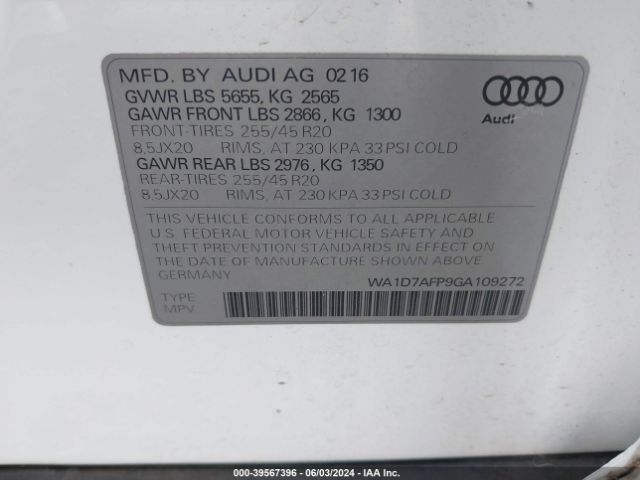 MFD. BY AUDI AG 02 16
GVWR LBS 5655, KG 2565
GAWR FRONT LBS 2866, KG 1300
FRONT-TIRES 255/45 R20
8,5JX20 RIMS, AT 230 KPA 33 PSI COLD
GAWR REAR LBS 2976, KG 1350
REAR-TIRES 255/45 R20
8,5JX20 RIMS, AT 230 KPA 33 PSI COLD
Audi
THIS VEHICLE CONFORMS TO ALL APPLICABLE
U.S. FEDERAL MOTOR VEHICLE SAFETY AND
THEFT PREVENTION STANDARDS IN EFFECT ON
THE DATE OF MANUFACTURE SHOWN ABOVE.
GERMANY
WA1D7AFP9GA109272
TYPE
MPV
000-39567396 - 06/03/2024 - IAA Inc.